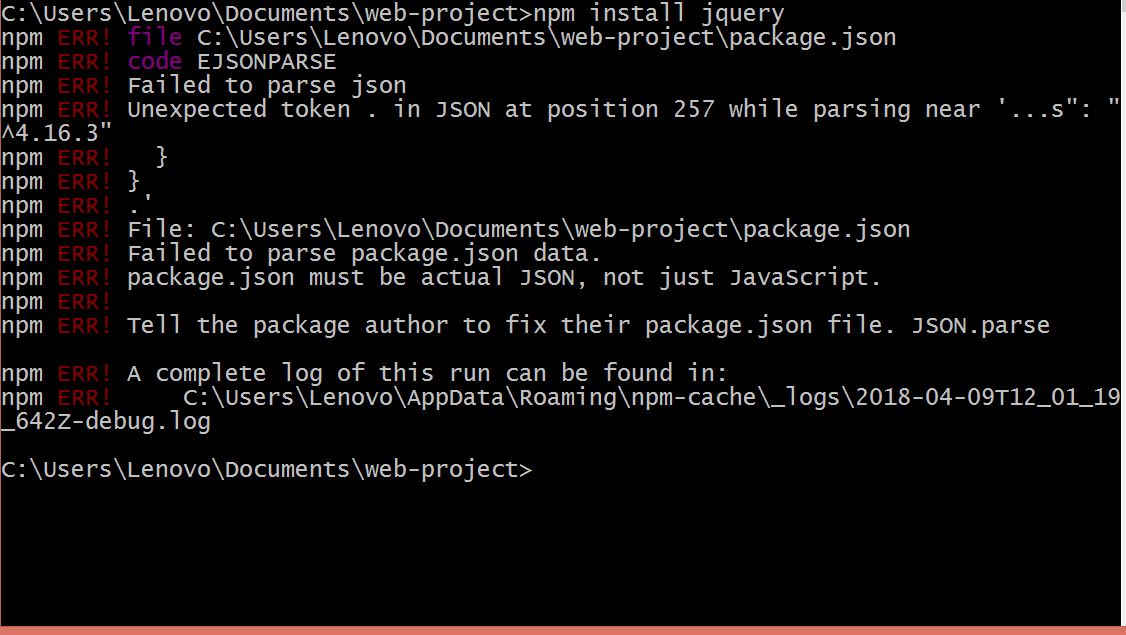 C:\Users\Lenovo\Documents\web-project>npm install jquery
npm ERR! file C:\Users\Lenovo\Documents\web-project\package.json
npm ERR! code EJSONPARSE
npm ERR! Failed to parse json
npm ERR! Unexpected token . in JSON at position 257 while parsing near '...s": "
^4.16.3"
npm ERR!   }
npm ERR! }
npm ERR! .'
npm ERR! File: C:\Users\Lenovo\Documents\web-project\package.json
npm ERR! Failed to parse package.json data.
npm ERR! package.json must be actual JSON, not just JavaScript.
npm ERR!
npm ERR! Tell the package author to fix their package.json file. JSON.parse
npm ERR! A complete log of this run can be found in:
npm ERR!     C:\Users\Lenovo\AppData\Roaming\npm-cache\_logs\2018-04-09T12_01_19
_642Z-debug.log
C:\Users\Lenovo\Documents\web-project>